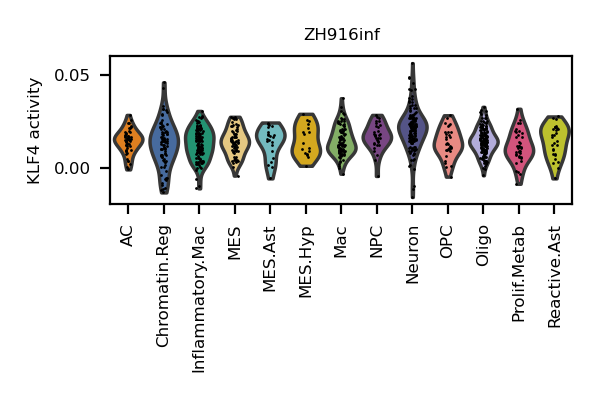 ZH916inf
KLF4 activity
0.05
0.00
AC
Chromatin.Reg
Inflammatory.Mac
MES
MES.Ast
MES.Hyp
Mac
NPC
Neuron
OPC
Oligo
Prolif.Metab
Reactive.Ast